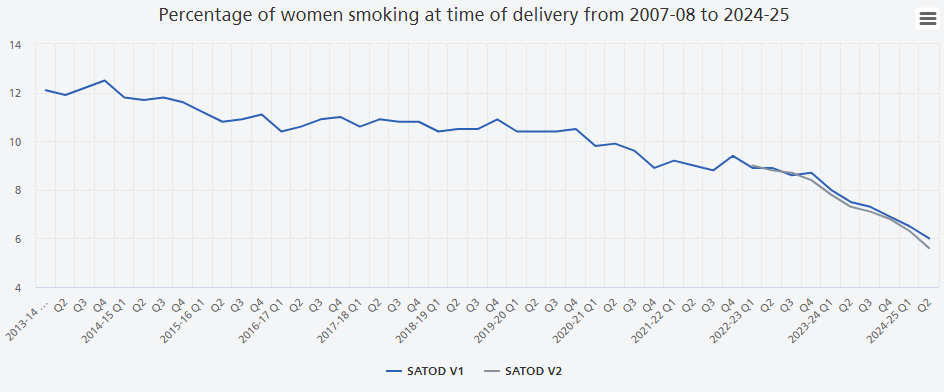 Percentage of women smoking at time of delivery from 2007-08 to 2024-25
14
12
10
8
6
4
2013-14 ... Q2 Q3 Q4 2014-15 Q1 Q2 Q3 Q4 2015-16 Q1 Q2 Q3 Q4 2016-17 Q1 Q2 Q3 Q4 2017-18 Q1 Q2 Q3 Q4 2018-19 Q1 Q2 Q3 Q4 2019-20 Q1 Q2 Q3 Q4 2020-21 Q1 Q2 Q3 Q4 2021-22 Q1 Q2 Q3 Q4 2022-23 Q1 Q2 Q3 Q4 2023-24 Q1 Q2 Q3 Q4 2024-25 Q1 Q2
SATOD V1 SATOD V2